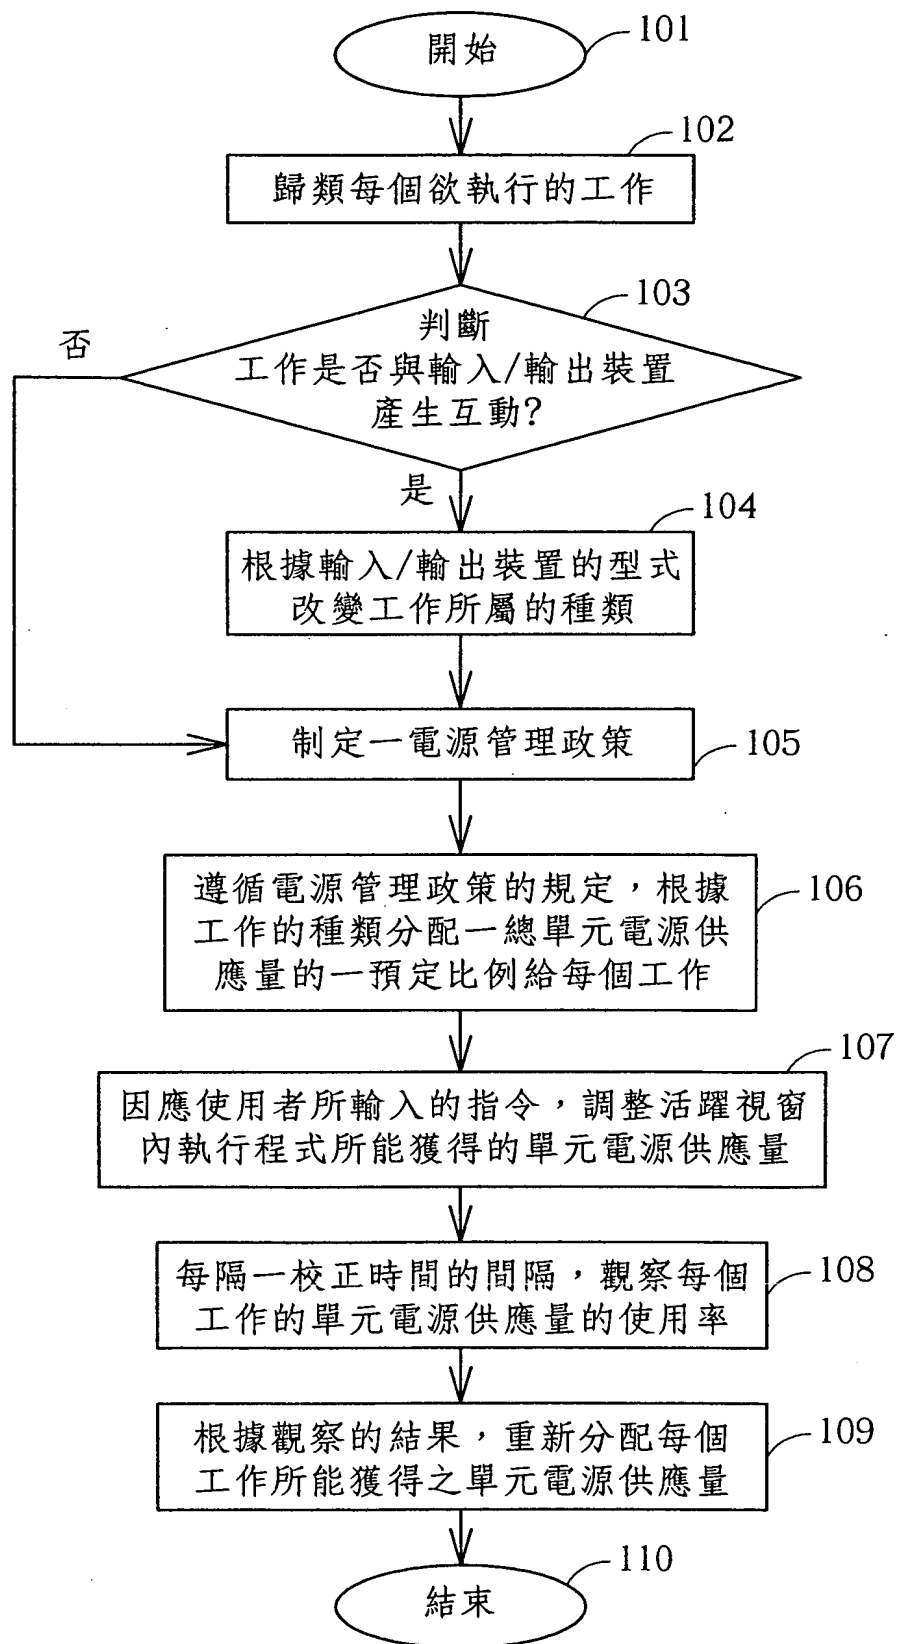 開始
101
102
歸類每個欲執行的工作
103
否
判斷
工作是否與輸入/輸出裝置
產生互動?
是
104
根據輸入/輸出裝置的型式
改變工作所屬的種類
制定一電源管理政策
105
遵循電源管理政策的規定，根據
工作的種類分配一總單元電源供
應量的一預定比例給每個工作
106
107
因應使用者所輸入的指令，調整活躍視窗
內執行程式所能獲得的單元電源供應量
每隔一校正時間的間隔，觀察每個
工作的單元電源供應量的使用率
108
根據觀察的結果，重新分配每個
工作所能獲得之單元電源供應量
109
110
結束